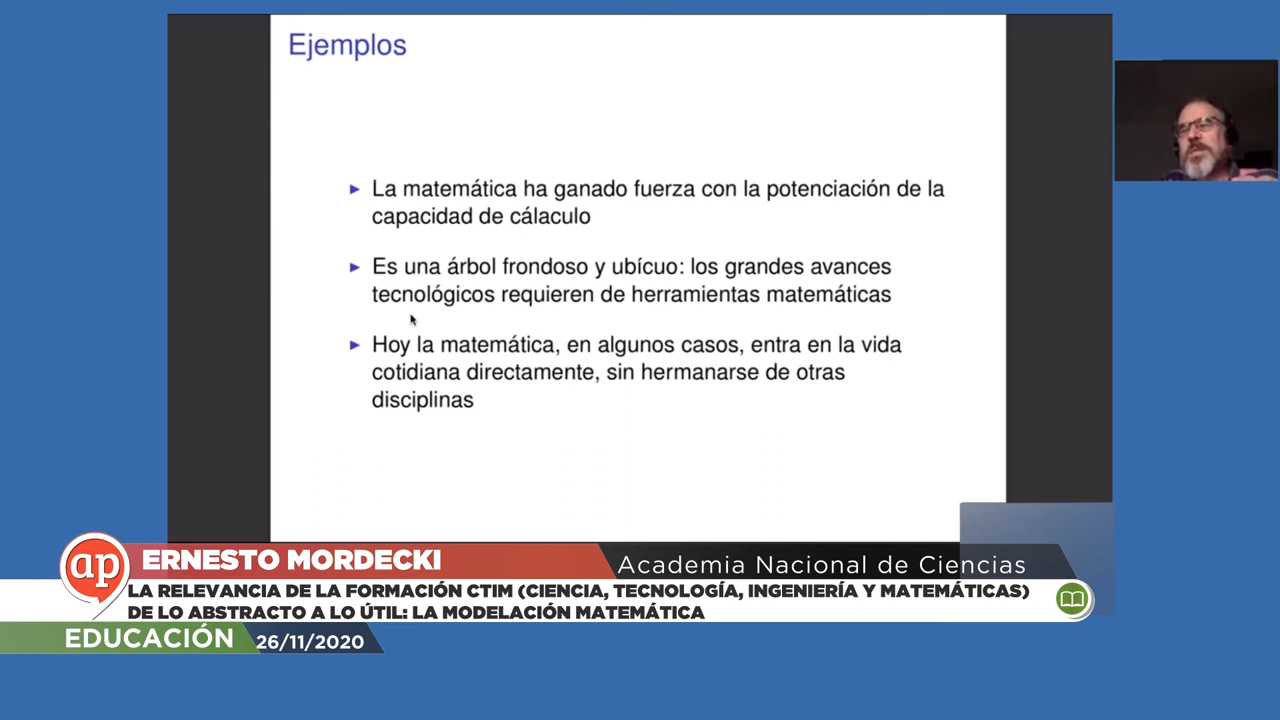 Ejemplos
La matemática ha ganado fuerza con la potenciación de la
capacidad de cálaculo
Es una árbol frondoso y ubícuo: los grandes avances
tecnológicos requieren de herramientas matemáticas
Hoy la matemática, en algunos casos, entra en la vida
cotidiana directamente, sin hermanarse de otras
disciplinas
ap
ERNESTO MORDECKI
Academia Nacional de Ciencias
LA RELEVANCIA DE LA FORMACIÓN CTIM (CIENCIA, TECNOLOGÍA, INGENIERÍA Y MATEMÁTICAS)
DE LO ABSTRACTO A LO ÚTIL: LA MODELACIÓN MATEMÁTICA
EDUCACIÓN
26/11/2020